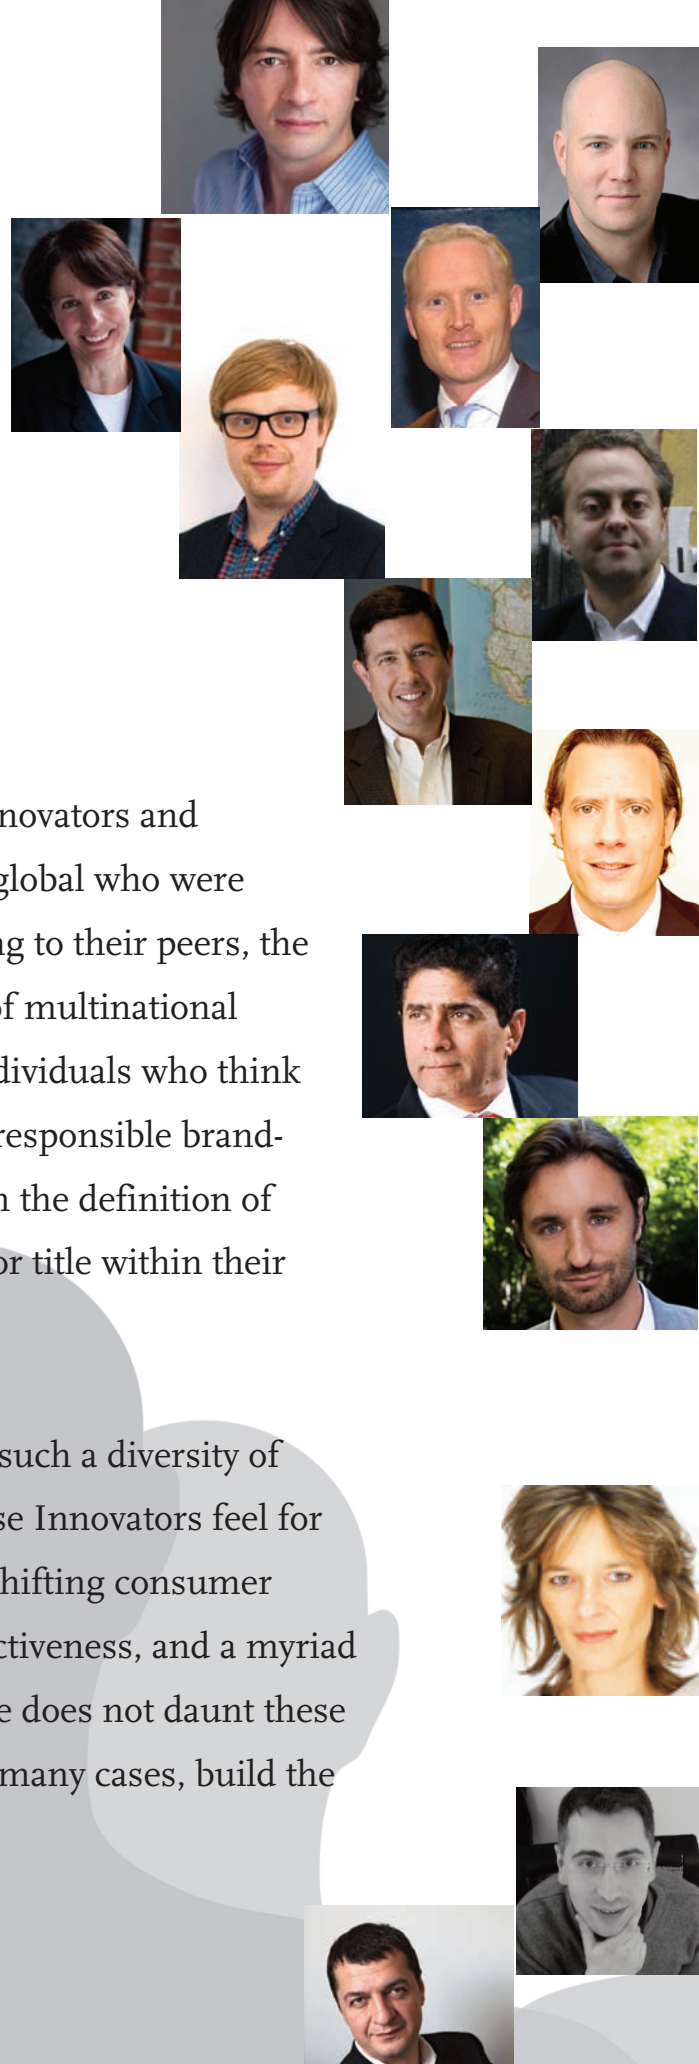 novators and
global who were
ng to their peers, the
of multinational
dividuals who think
responsible brand-
n the definition of
or title within their
such a diversity of
se Innovators feel for
hifting consumer
ctiveness, and a myriad
e does not daunt these
many cases, build the